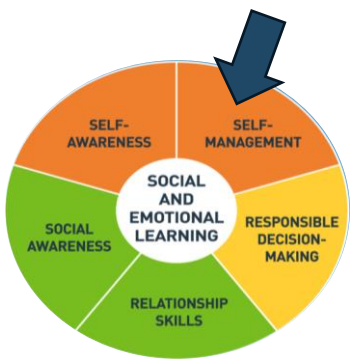 SELF-
AWARENESS
SELF-
MANAGEMENT
SOCIAL
AND
EMOTIONAL
LEARNING
SOCIAL
AWARENESS
RESPONSIBLE
DECISION-
MAKING
RELATIONSHIP
SKILLS